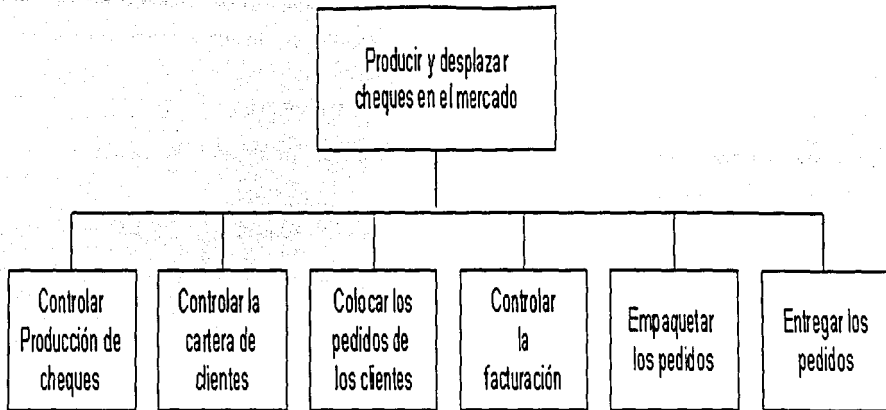 Producir y desplazar
cheques en el mercado
Controlar
Producción de
cheques
Controlar la
cartera de
clientes
Colocar los
pedidos de
los clientes
Controlar
la
facturación
Empaquetar
los pedidos
Entregar los
pedidos